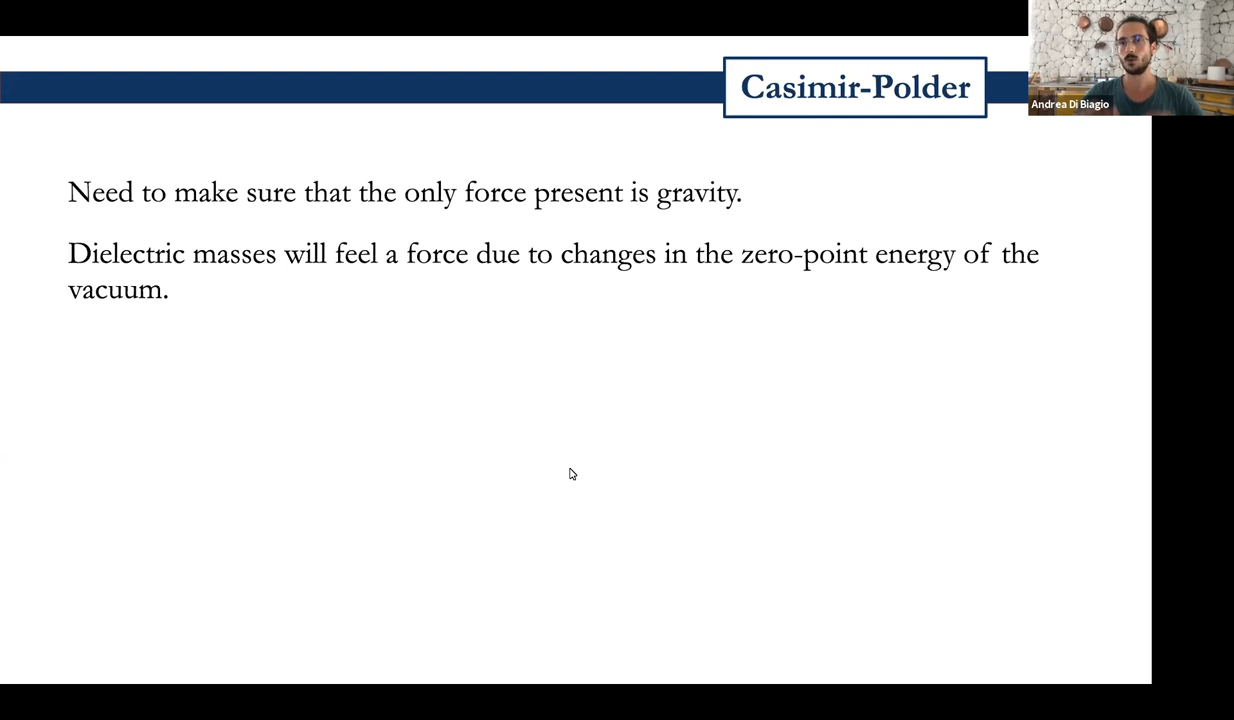 Casimir-Polder
Andrea Di Biagio
Need to make sure that the only force present is gravity.
Dielectric masses will feel a force due to changes in the zero-point energy of the
vacuum.